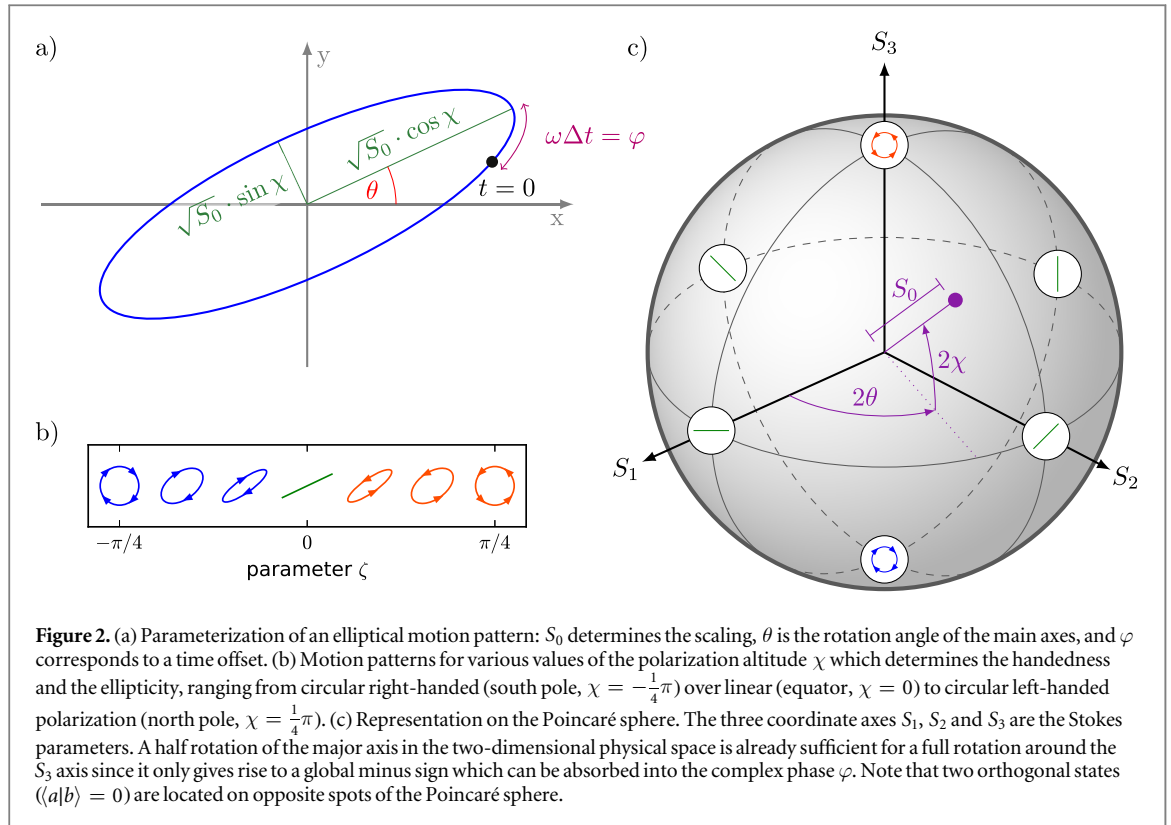 a)
y
√S₀ · cos χ
√S₀ · sin χ
θ
ωΔt = φ
t = 0
x
b)
−π/4
0
π/4
parameter ζ
c)
S₃
S₀
2χ
2θ
S₁
S₂
Figure 2. (a) Parameterization of an elliptical motion pattern: S₀ determines the scaling, θ is the rotation angle of the main axes, and φ
corresponds to a time offset. (b) Motion patterns for various values of the polarization altitude χ which determines the handedness
and the ellipticity, ranging from circular right-handed (south pole, χ = −¼π) over linear (equator, χ = 0) to circular left-handed
polarization (north pole, χ = ¼π). (c) Representation on the Poincaré sphere. The three coordinate axes S₁, S₂ and S₃ are the Stokes
parameters. A half rotation of the major axis in the two-dimensional physical space is already sufficient for a full rotation around the
S₃ axis since it only gives rise to a global minus sign which can be absorbed into the complex phase φ. Note that two orthogonal states
(⟨a|b⟩ = 0) are located on opposite spots of the Poincaré sphere.